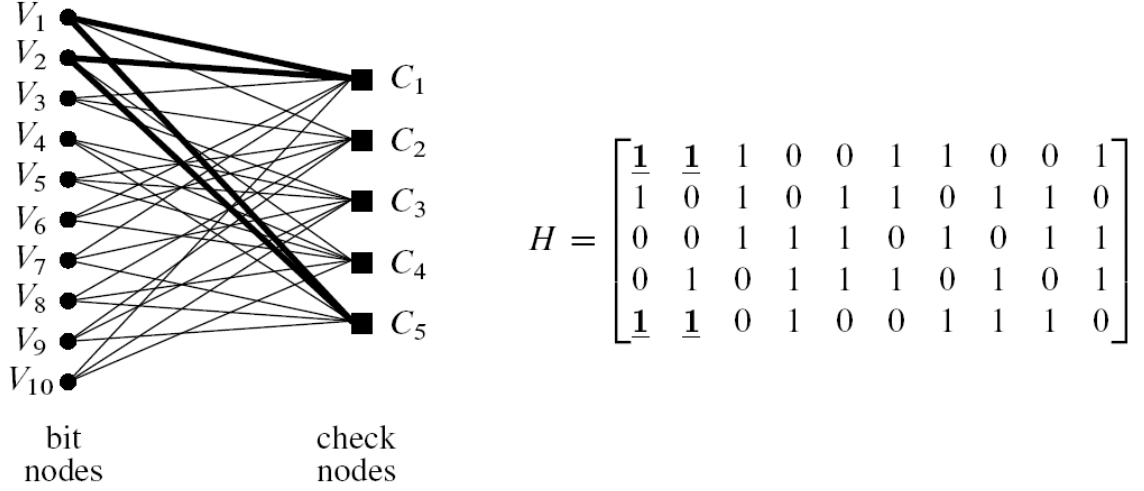 V1
V2
V3
V4
V5
V6
V7
V8
V9
V10
C1
C2
C3
C4
C5
bit
nodes
check
nodes
H =
1 1 1 0 0 1 1 0 0 1
1 0 1 0 1 1 0 1 1 0
0 0 1 1 1 0 1 0 1 1
0 1 0 1 1 1 0 1 0 1
1 1 0 1 0 0 1 1 1 0